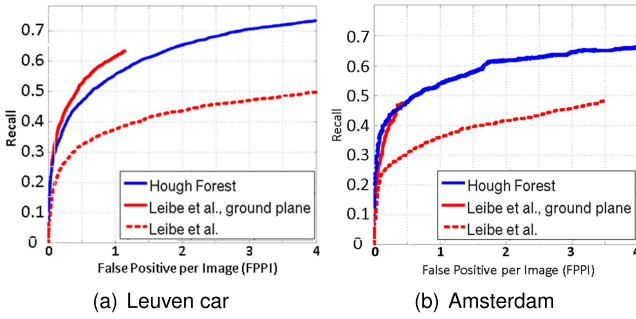 0.7
0.6
0.5
0.4
0.3
0.2
0.1
0
Recall
Hough Forest
Leibe et al., ground plane
Leibe et al.
0 1 2 3 4
False Positive per Image (FPPI)
(a) Leuven car
0.7
0.6
0.5
0.4
0.3
0.2
0.1
0
Recall
Hough Forest
Leibe et al., ground plane
Leibe et al.
0 1 2 3 4
False Positive per Image (FPPI)
(b) Amsterdam